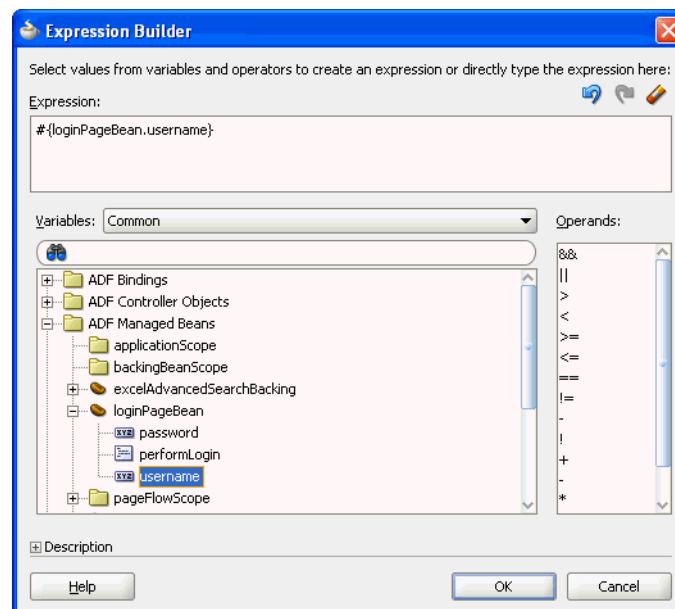 Expression Builder
Select values from variables and operators to create an expression or directly type the expression here:
Expression:
#{loginPageBean.username}
Variables: Common
Operands:
ADF Bindings
ADF Controller Objects
ADF Managed Beans
applicationScope
backingBeanScope
excelAdvancedSearchBacking
loginPageBean
xyz password
performLogin
xyz username
pageFlowScope
&&
||
>
<
>=
<=
==
!=
-
!
+
-
*
Description
Help
OK
Cancel